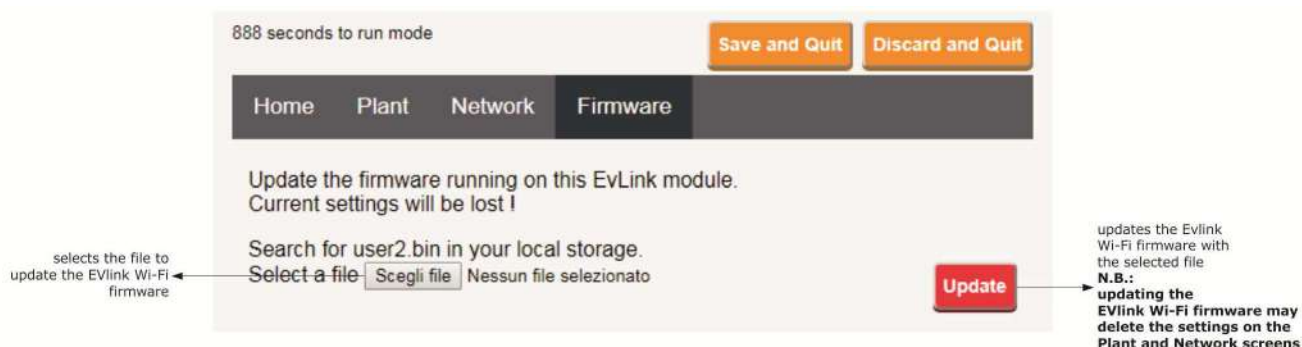 888 seconds to run mode
Save and Quit
Discard and Quit
Home Plant Network Firmware
Update the firmware running on this EvLink module.
Current settings will be lost !
Search for user2.bin in your local storage.
Select a file Scegli file Nessun file selezionato
Update
selects the file to
update the EVlink Wi-Fi
firmware
updates the Evlink
Wi-Fi firmware with
the selected file
N.B.:
updating the
EVlink Wi-Fi firmware may
delete the settings on the
Plant and Network screens